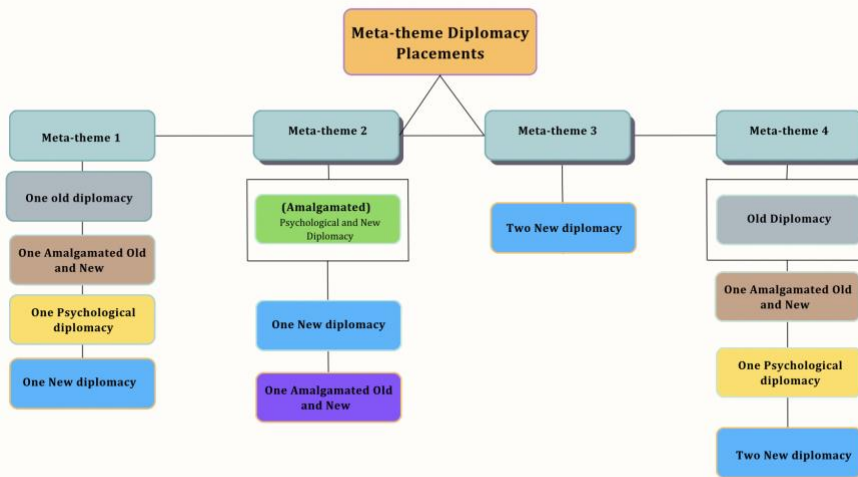 Meta-theme Diplomacy
Placements
Meta-theme 1
One old diplomacy
One Amalgamated Old
and New
One Psychological
diplomacy
One New diplomacy
Meta-theme 2
(Amalgamated)
Psychological and New
Diplomacy
One New diplomacy
One Amalgamated Old
and New
Meta-theme 3
Two New diplomacy
Meta-theme 4
Old Diplomacy
One Amalgamated Old
and New
One Psychological
diplomacy
Two New diplomacy